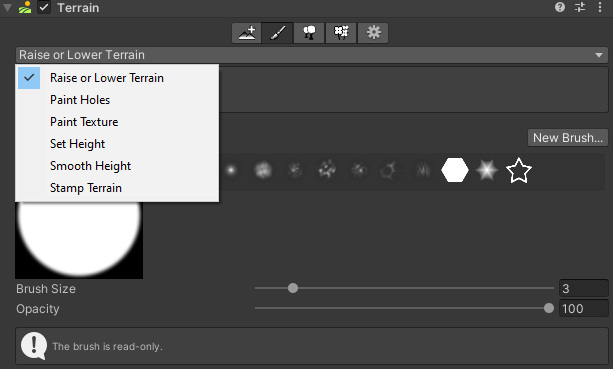 Terrain
Raise or Lower Terrain
Raise or Lower Terrain
Paint Holes
Paint Texture
Set Height
Smooth Height
Stamp Terrain
New Brush...
Brush Size
3
Opacity
100
The brush is read-only.